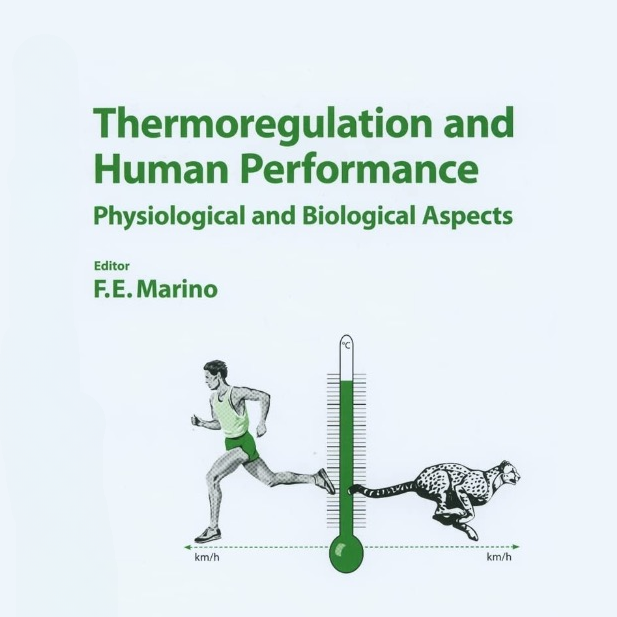 Thermoregulation and
Human Performance
Physiological and Biological Aspects
Editor
F.E. Marino
°C
km/h
km/h